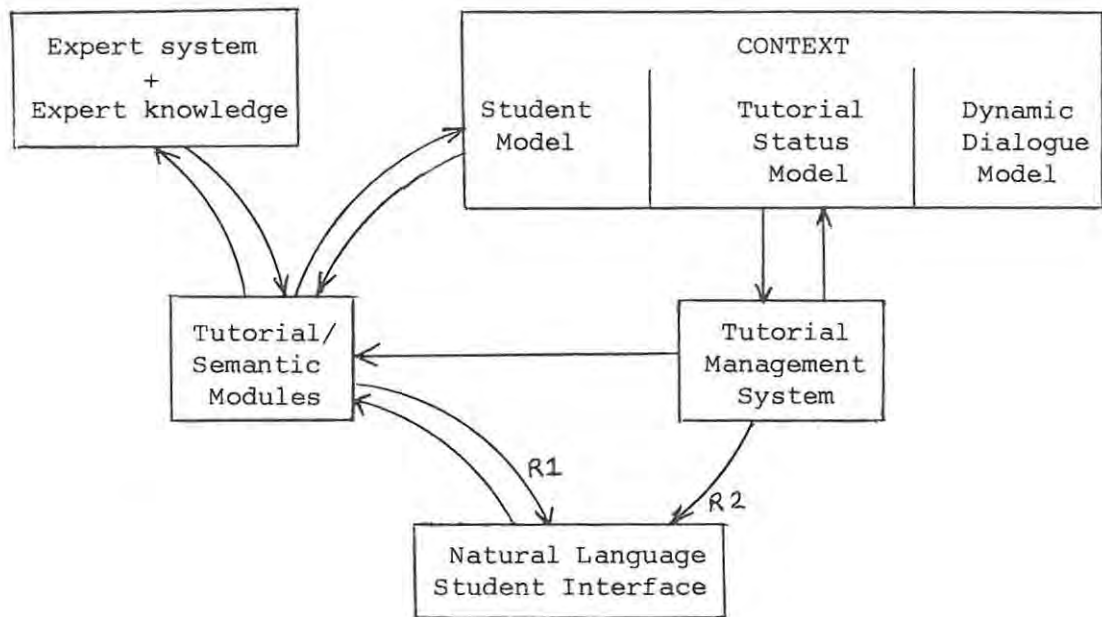 Expert system
+
Expert knowledge
CONTEXT
Student
Model
Tutorial
Status
Model
Dynamic
Dialogue
Model
Tutorial/
Semantic
Modules
Tutorial
Management
System
R1
R2
Natural Language
Student Interface